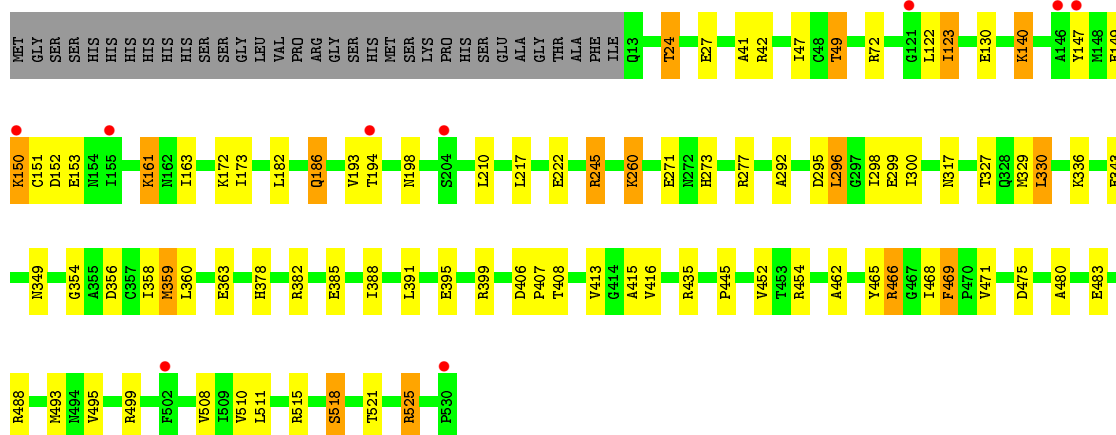 MET GLY SER SER HIS HIS HIS HIS HIS HIS SER SER GLY LEU VAL PRO ARG GLY SER HIS MET SER LYS PRO HIS SER GLU ALA GLY THR ALA PHE ILE Q13 T24 E27 A41 R42 I47 C48 T49 R72 G121 L122 I123 E130 K140 A146 Y147 M148
K150 C151 D152 E153 N154 I155 K161 N162 I163 K172 I173 L182 Q186 V193 T194 N198 S204 L210 L217 E222 R245 K260 E271 N272 H273 R277 A292 D295 L296 G297 I298 E299 I300 N317 T327 Q328 M329 L330 K336
N349 G354 A355 D356 C357 I358 M359 L360 E363 H378 R382 E385 I388 L391 E395 R399 D406 P407 T408 V413 G414 A415 V416 R435 P445 V452 T453 R454 A462 Y465 R466 G467 I468 F469 P470 V471 D475 A480 E483
R488 M493 N494 V495 R499 F502 V508 I509 V510 L511 R515 S518 T521 R525 P530